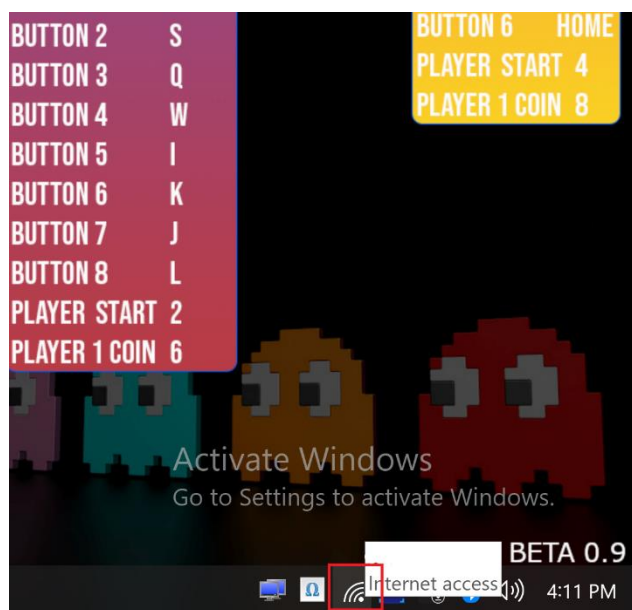 BUTTON 2 S
BUTTON 3 Q
BUTTON 4 W
BUTTON 5 I
BUTTON 6 K
BUTTON 7 J
BUTTON 8 L
PLAYER START 2
PLAYER 1 COIN 6
BUTTON 6 HOME
PLAYER START 4
PLAYER 1 COIN 8
Activate Windows
Go to Settings to activate Windows.
BETA 0.9
Internet access
Ω
4:11 PM